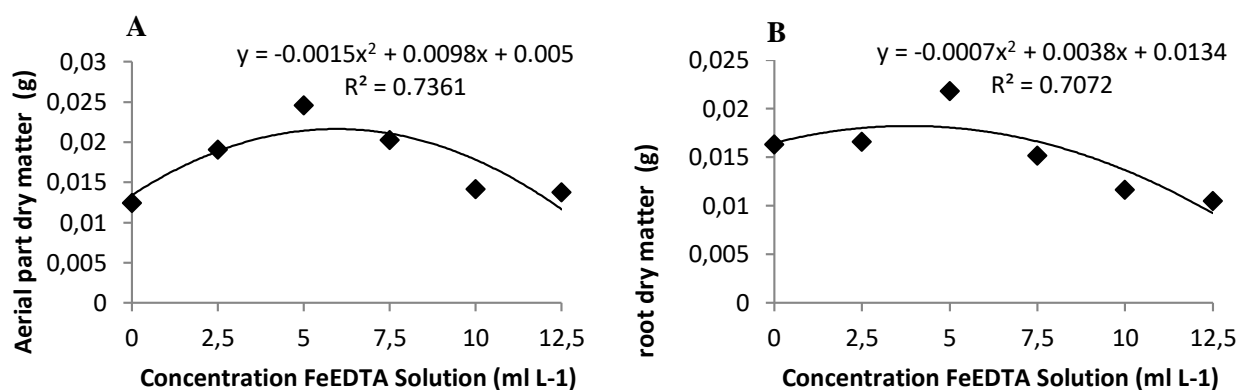 A
y = -0.0015x² + 0.0098x + 0.005
R² = 0.7361
Aerial part dry matter (g)
0,03
0,025
0,02
0,015
0,01
0,005
0
0 2,5 5 7,5 10 12,5
Concentration FeEDTA Solution (ml L-1)
B
y = -0.0007x² + 0.0038x + 0.0134
R² = 0.7072
root dry matter (g)
0,025
0,02
0,015
0,01
0,005
0
0 2,5 5 7,5 10 12,5
Concentration FeEDTA Solution (ml L-1)